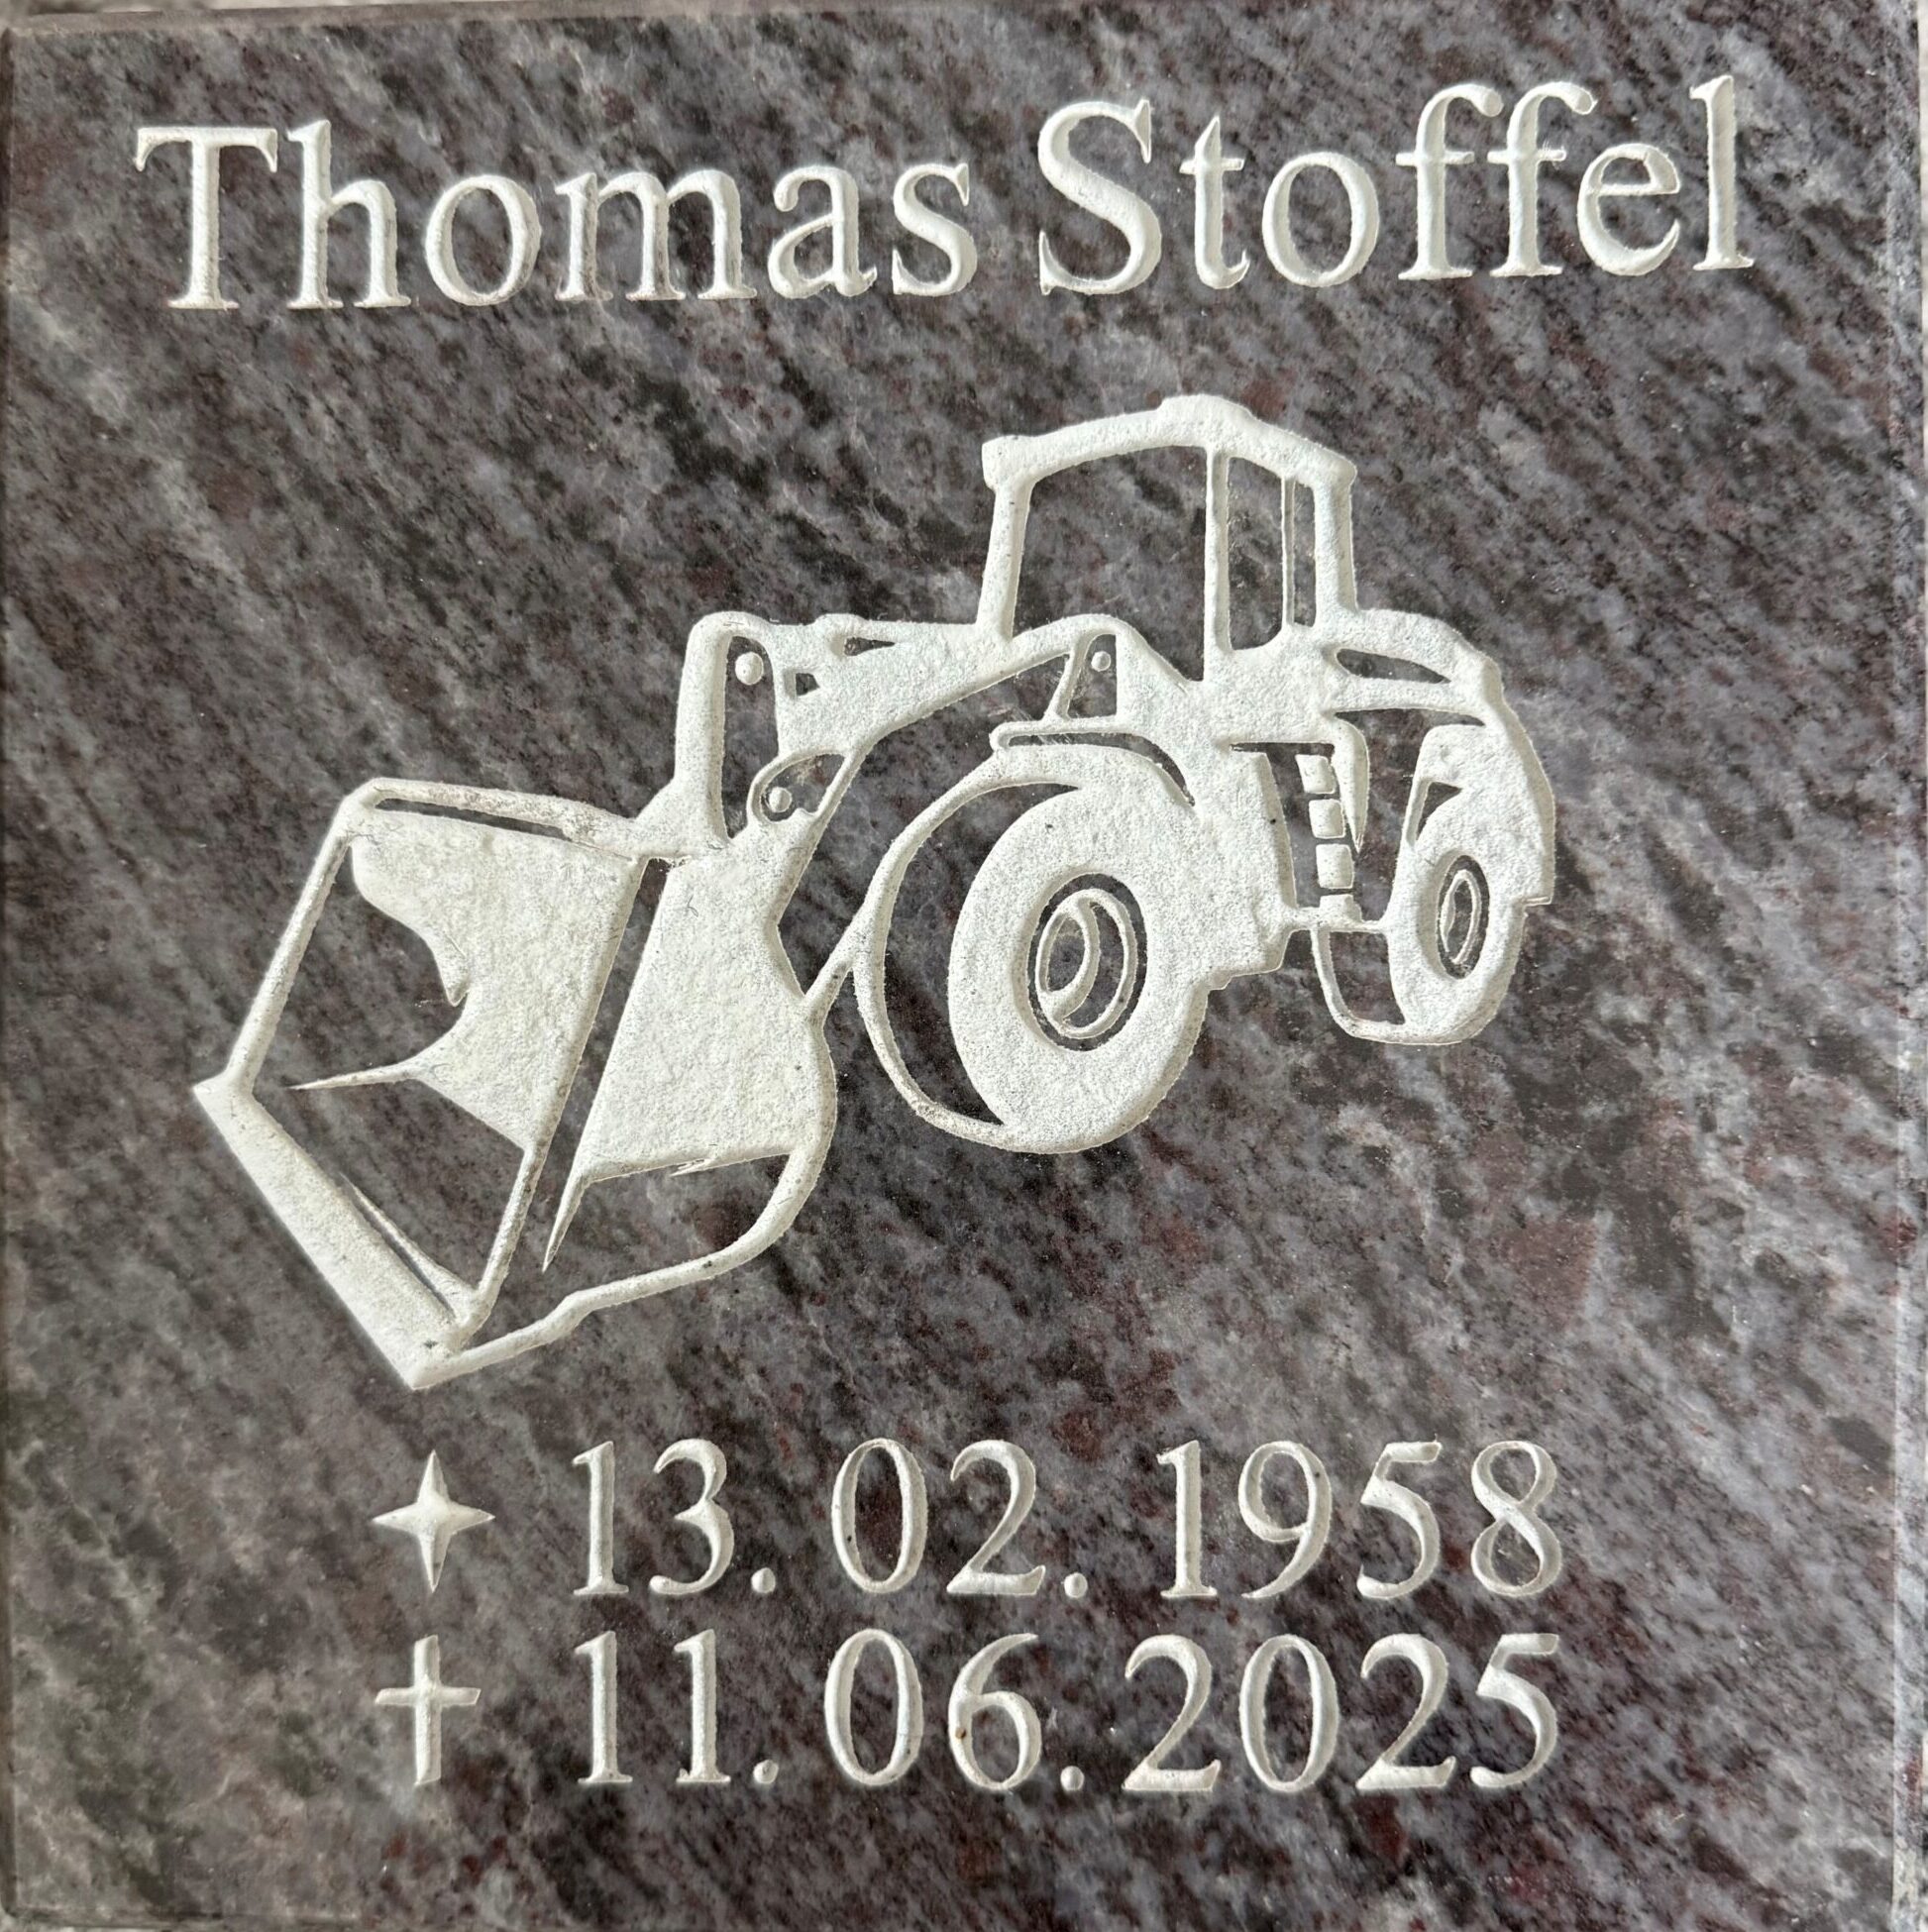 Thomas Stoffel
13. 02. 1958
† 11. 06. 2025